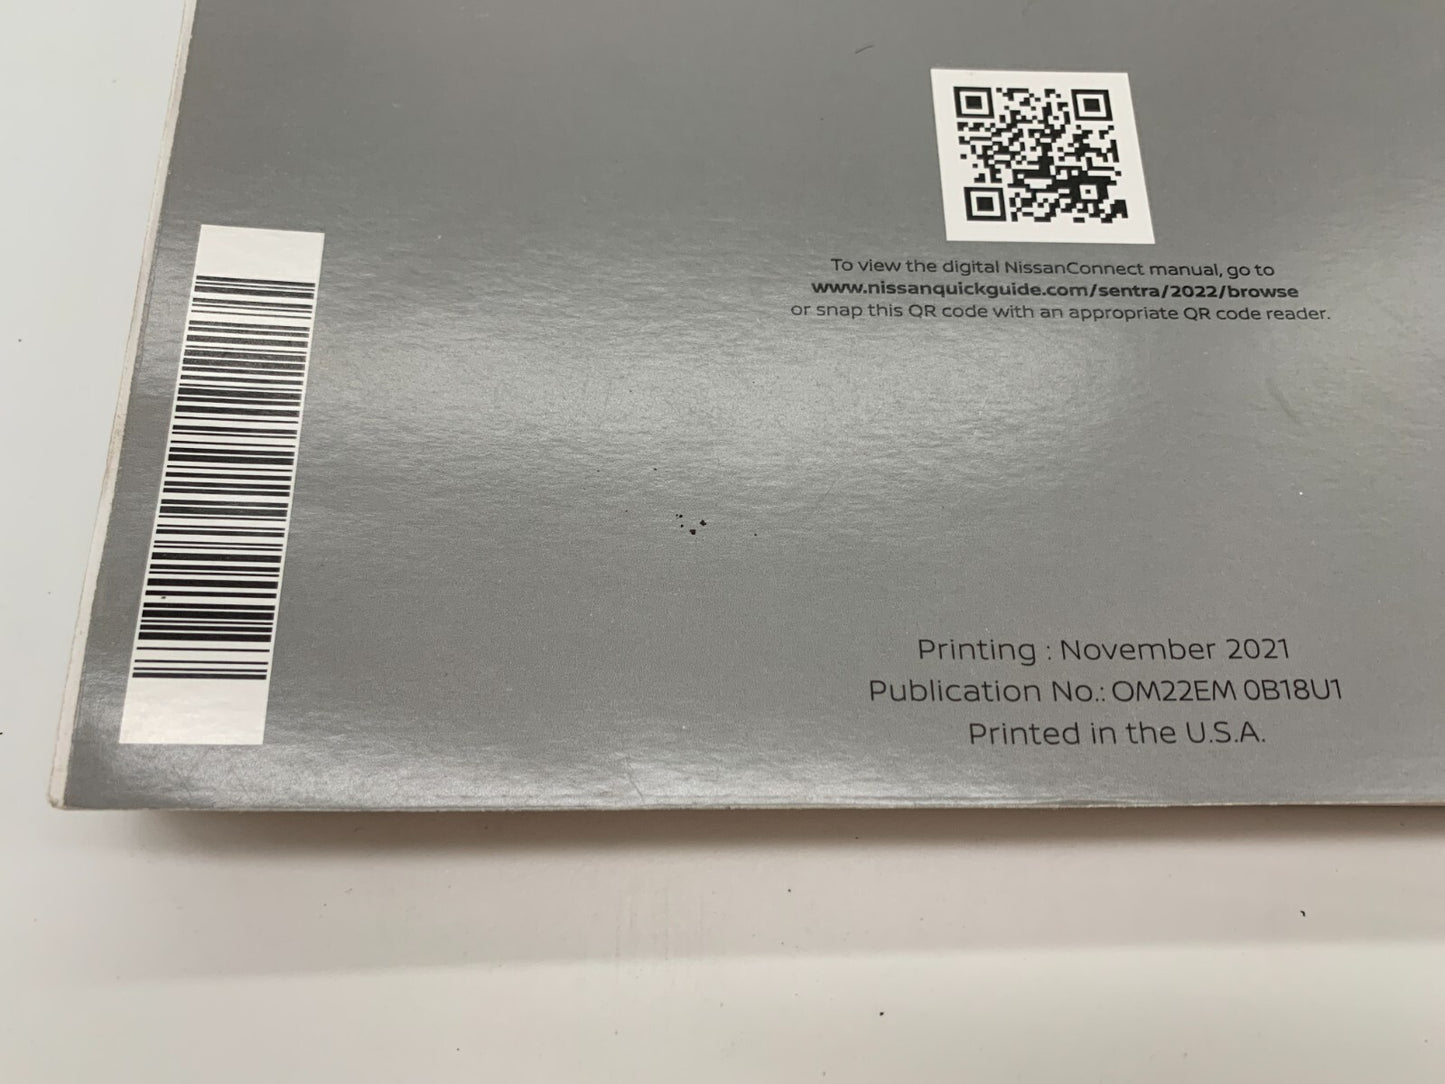 To view the digital NissanConnect manual, go to
www.nissanquickguide.com/sentra/2022/browse
or snap this QR code with an appropriate QR code reader.
Printing : November 2021
Publication No.: OM22EM 0B18U1
Printed in the U.S.A.